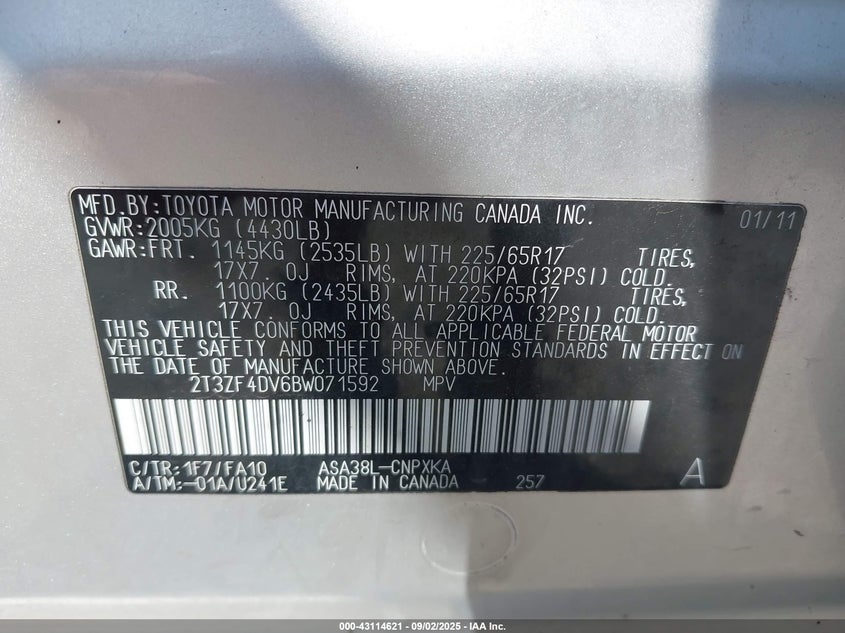 MFD.BY:TOYOTA MOTOR MANUFACTURING CANADA INC. 01/11
GVWR:2005KG (4430LB)
GAWR:FRT. 1145KG (2535LB) WITH 225/65R17 TIRES,
17X7.0J RIMS, AT 220KPA (32PSI) COLD.
RR. 1100KG (2435LB) WITH 225/65R17 TIRES,
17X7.0J RIMS, AT 220KPA (32PSI) COLD.
THIS VEHICLE CONFORMS TO ALL APPLICABLE FEDERAL MOTOR
VEHICLE SAFETY AND THEFT PREVENTION STANDARDS IN EFFECT ON
THE DATE OF MANUFACTURE SHOWN ABOVE.
2T3ZF4DV6BW071592 MPV
C/TR:1F7/FA10 ASA38L-CNPXKA
A/TM:-01A/U241E MADE IN CANADA 257 A
000-43114621 - 09/02/2025 - IAA Inc.